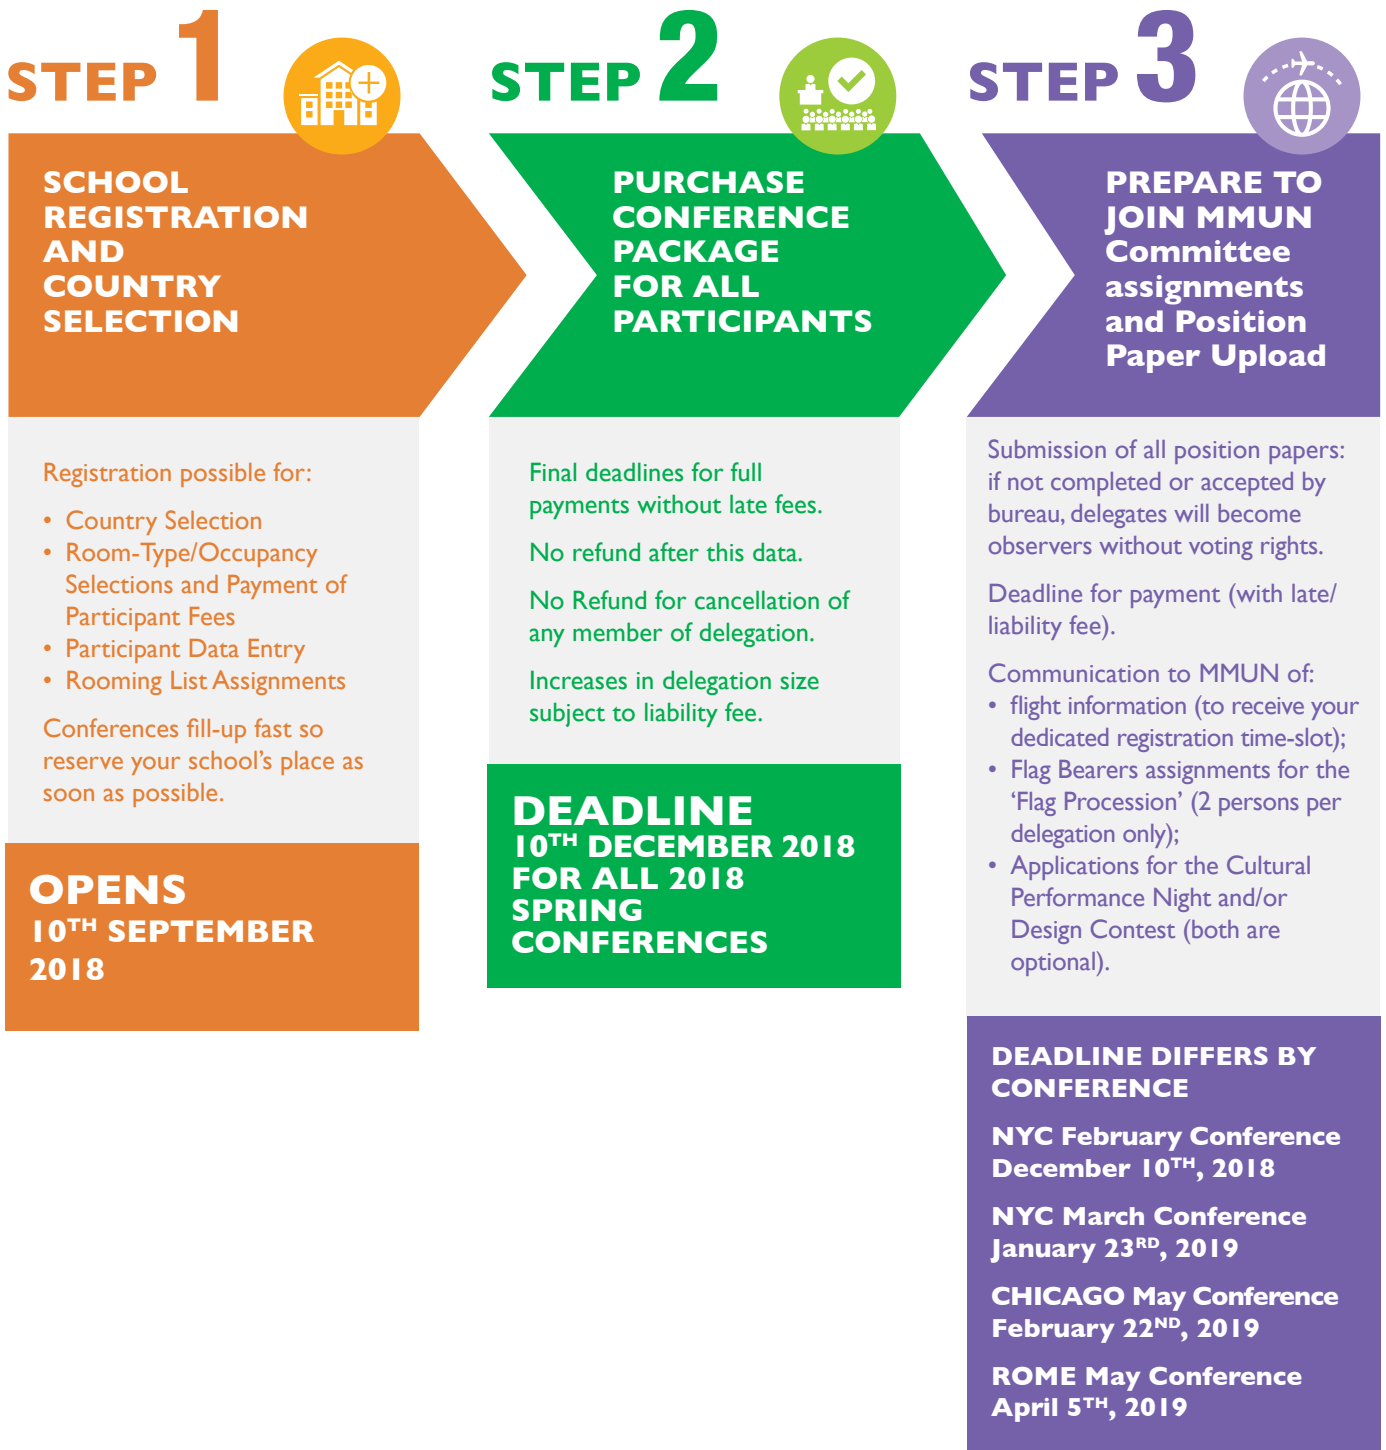 STEP 1
SCHOOL
REGISTRATION
AND
COUNTRY
SELECTION
Registration possible for:
• Country Selection
• Room-Type/Occupancy
Selections and Payment of
Participant Fees
• Participant Data Entry
• Rooming List Assignments
Conferences fill-up fast so
reserve your school’s place as
soon as possible.
OPENS
10TH SEPTEMBER
2018
STEP 2
PURCHASE
CONFERENCE
PACKAGE
FOR ALL
PARTICIPANTS
Final deadlines for full
payments without late fees.
No refund after this data.
No Refund for cancellation of
any member of delegation.
Increases in delegation size
subject to liability fee.
DEADLINE
10TH DECEMBER 2018
FOR ALL 2018
SPRING
CONFERENCES
STEP 3
PREPARE TO
JOIN MMUN
Committee
assignments
and Position
Paper Upload
Submission of all position papers:
if not completed or accepted by
bureau, delegates will become
observers without voting rights.
Deadline for payment (with late/
liability fee).
Communication to MMUN of:
• flight information (to receive your
dedicated registration time-slot);
• Flag Bearers assignments for the
‘Flag Procession’ (2 persons per
delegation only);
• Applications for the Cultural
Performance Night and/or
Design Contest (both are
optional).
DEADLINE DIFFERS BY
CONFERENCE
NYC February Conference
December 10TH, 2018
NYC March Conference
January 23RD, 2019
CHICAGO May Conference
February 22ND, 2019
ROME May Conference
April 5TH, 2019